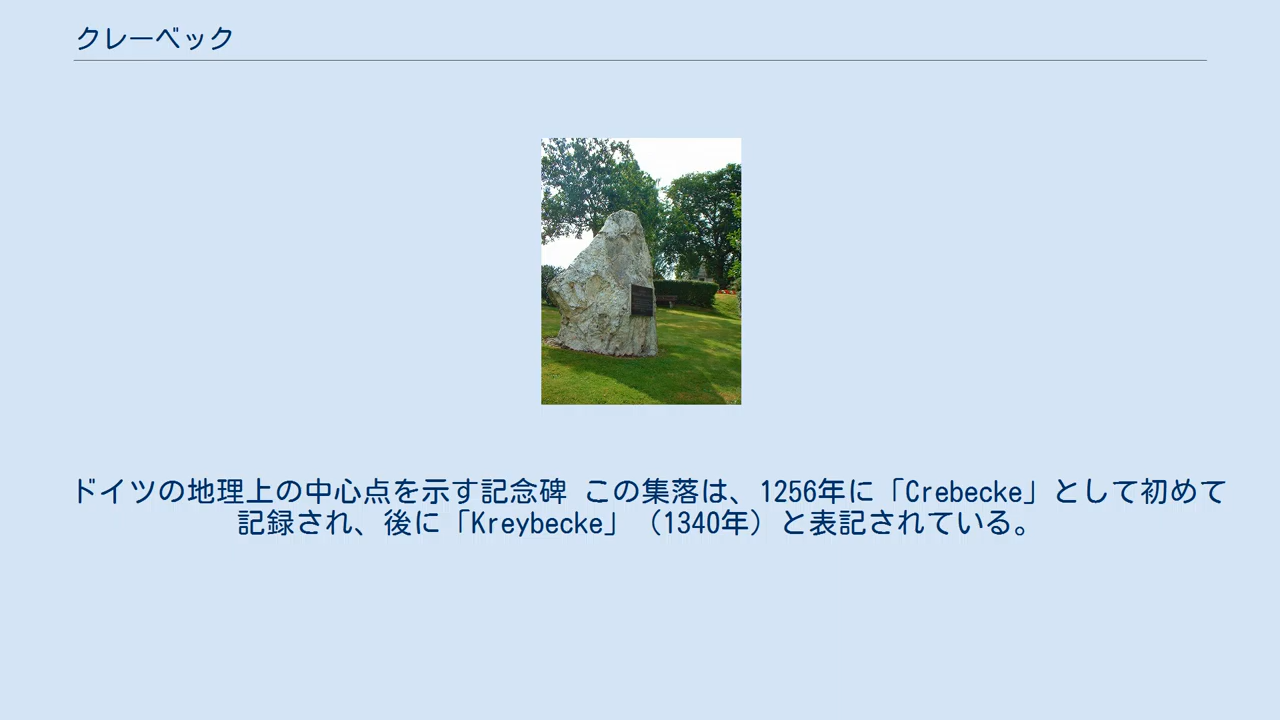 クレーベック
ドイツの地理上の中心点を示す記念碑 この集落は、1256年に「Crebecke」として初めて
記録され、後に「Kreybecke」（1340年）と表記されている。